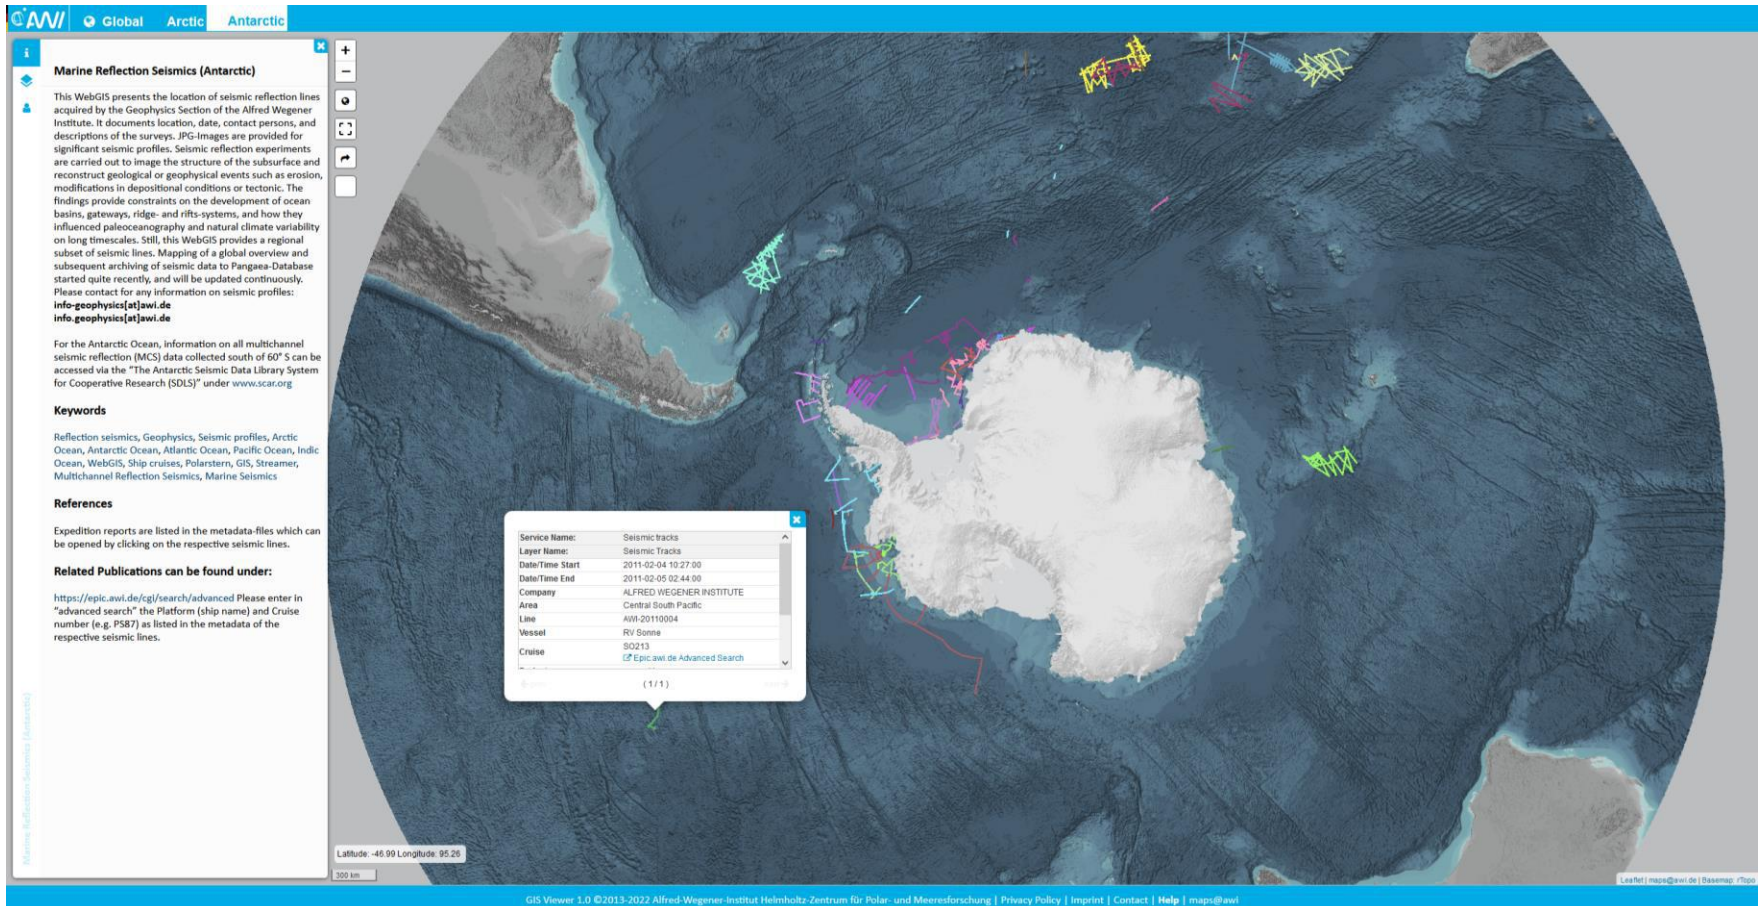 AWI Global Arctic Antarctic
Marine Reflection Seismics (Antarctic)
This WebGIS presents the location of seismic reflection lines
acquired by the Geophysics Section of the Alfred Wegener
Institute. It documents location, date, contact persons, and
descriptions of the surveys. JPG-Images are provided for
significant seismic profiles. Seismic reflection experiments
are carried out to image the structure of the subsurface and
reconstruct geological or geophysical events such as erosion,
modifications in depositional conditions or tectonic. The
findings provide constraints on the development of ocean
basins, gateways, ridge- and rifts-systems, and how they
influenced paleoceanography and natural climate variability
on long timescales. Still, this WebGIS provides a regional
subset of seismic lines. Mapping of a global overview and
subsequent archiving of seismic data to Pangaea-Database
started quite recently, and will be updated continuously.
Please contact for any information on seismic profiles:
info-geophysics[at]awi.de
info.geophysics[at]awi.de
For the Antarctic Ocean, information on all multichannel
seismic reflection (MCS) data collected south of 60° S can be
accessed via the "The Antarctic Seismic Data Library System
for Cooperative Research (SDLS)" under www.scar.org
Keywords
Reflection seismics, Geophysics, Seismic profiles, Arctic
Ocean, Antarctic Ocean, Atlantic Ocean, Pacific Ocean, Indic
Ocean, WebGIS, Ship cruises, Polarstern, GIS, Streamer,
Multichannel Reflection Seismics, Marine Seismics
References
Expedition reports are listed in the metadata-files which can
be opened by clicking on the respective seismic lines.
Related Publications can be found under:
https://epic.awi.de/cgi/search/advanced Please enter in
"advanced search" the Platform (ship name) and Cruise
number (e.g. PS87) as listed in the metadata of the
respective seismic lines.
Marine Reflection Seismics (Antarctic)
Service Name: Seismic tracks
Layer Name: Seismic Tracks
Date/Time Start 2011-02-04 10:27:00
Date/Time End 2011-02-05 02:44:00
Company ALFRED WEGENER INSTITUTE
Area Central South Pacific
Line AWI-20110004
Vessel RV Sonne
Cruise SO213
Epic.awi.de Advanced Search
( 1 / 1 )
Latitude: -46.99 Longitude: 95.26
300 km
Leaflet | maps@awi.de | Basemap: rTopo
GIS Viewer 1.0 ©2013-2022 Alfred-Wegener-Institut Helmholtz-Zentrum für Polar- und Meeresforschung | Privacy Policy | Imprint | Contact | Help | maps@awi